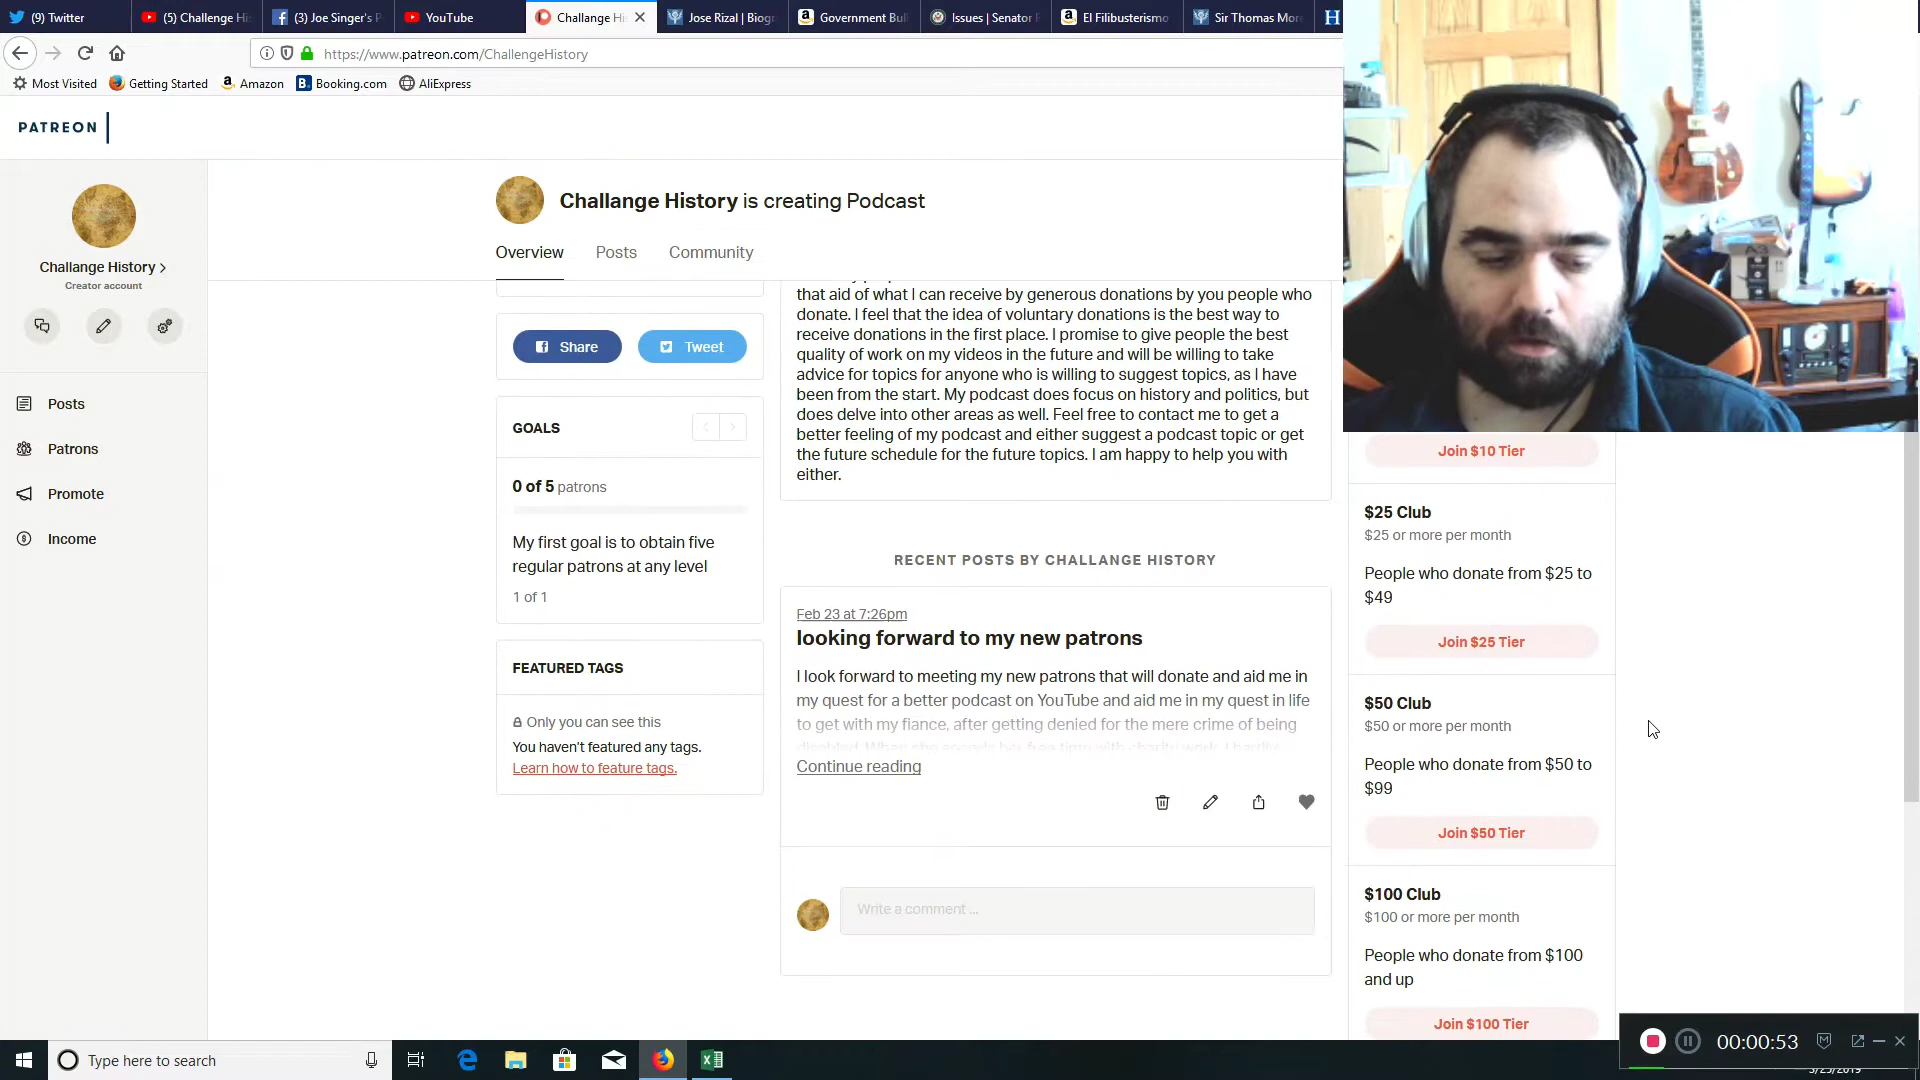 (9) Twitter
(5) Challenge Hi
(3) Joe Singer's P
YouTube
Challange Hi
Jose Rizal | Biogr
Government Bull
Issues | Senator
El Filibusterismo
Sir Thomas Mor
https://www.patreon.com/ChallengeHistory
Most Visited
Getting Started
Amazon
Booking.com
AliExpress
PATREON
Challange History is creating Podcast
Overview
Posts
Community
Challange History
Creator account
Posts
Patrons
Promote
Income
Share
Tweet
GOALS
0 of 5 patrons
My first goal is to obtain five
regular patrons at any level
1 of 1
FEATURED TAGS
Only you can see this
You haven't featured any tags.
Learn how to feature tags.
that aid of what I can receive by generous donations by you people who
donate. I feel that the idea of voluntary donations is the best way to
receive donations in the first place. I promise to give people the best
quality of work on my videos in the future and will be willing to take
advice for topics for anyone who is willing to suggest topics, as I have
been from the start. My podcast does focus on history and politics, but
does delve into other areas as well. Feel free to contact me to get a
better feeling of my podcast and either suggest a podcast topic or get
the future schedule for the future topics. I am happy to help you with
either.
RECENT POSTS BY CHALLANGE HISTORY
Feb 23 at 7:26pm
looking forward to my new patrons
I look forward to meeting my new patrons that will donate and aid me in
my quest for a better podcast on YouTube and aid me in my quest in life
to get with my fiance, after getting denied for the mere crime of being
Continue reading
Write a comment ...
Join $10 Tier
$25 Club
$25 or more per month
People who donate from $25 to
$49
Join $25 Tier
$50 Club
$50 or more per month
People who donate from $50 to
$99
Join $50 Tier
$100 Club
$100 or more per month
People who donate from $100
and up
Join $100 Tier
Type here to search
00:00:53